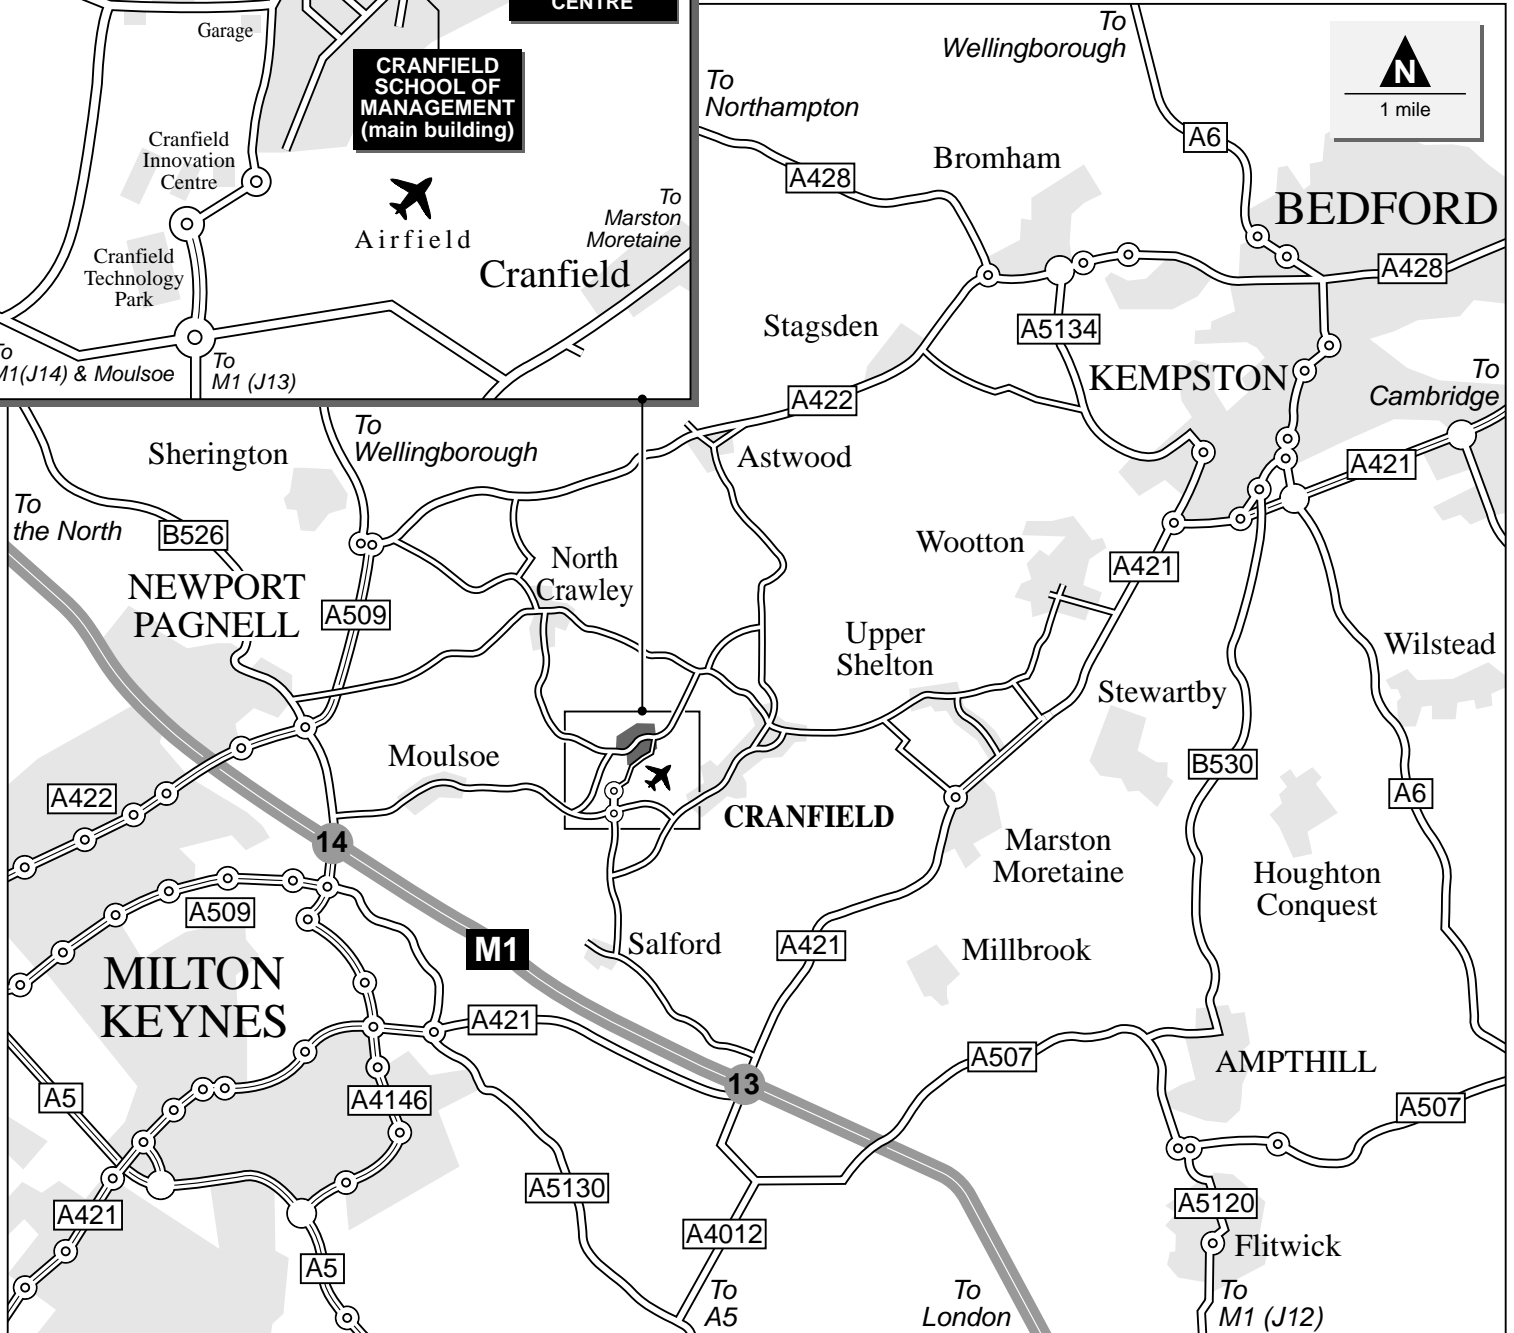 CENTRE
Garage
CRANFIELD
SCHOOL OF
MANAGEMENT
(main building)
Cranfield
Innovation
Centre
Airfield
To
Marston
Moretaine
Cranfield
Cranfield
Technology
Park
M1(J14) & Moulsoe
To
M1 (J13)
To
Wellingborough
N
1 mile
To
Northampton
A6
Bromham
A428
BEDFORD
A428
Stagsden
A5134
KEMPSTON
To
Cambridge
A422
To
Wellingborough
Sherington
Astwood
A421
To
the North
B526
North
Crawley
Wootton
A421
NEWPORT
PAGNELL
A509
Upper
Shelton
Wilstead
Stewartby
Moulsoe
B530
A422
CRANFIELD
A6
14
Marston
Moretaine
Houghton
Conquest
A509
M1
Salford
A421
Millbrook
MILTON
KEYNES
A421
A507
AMPTHILL
A5
A4146
13
A507
A5130
A5120
A421
A4012
Flitwick
A5
To
A5
To
London
To
M1 (J12)